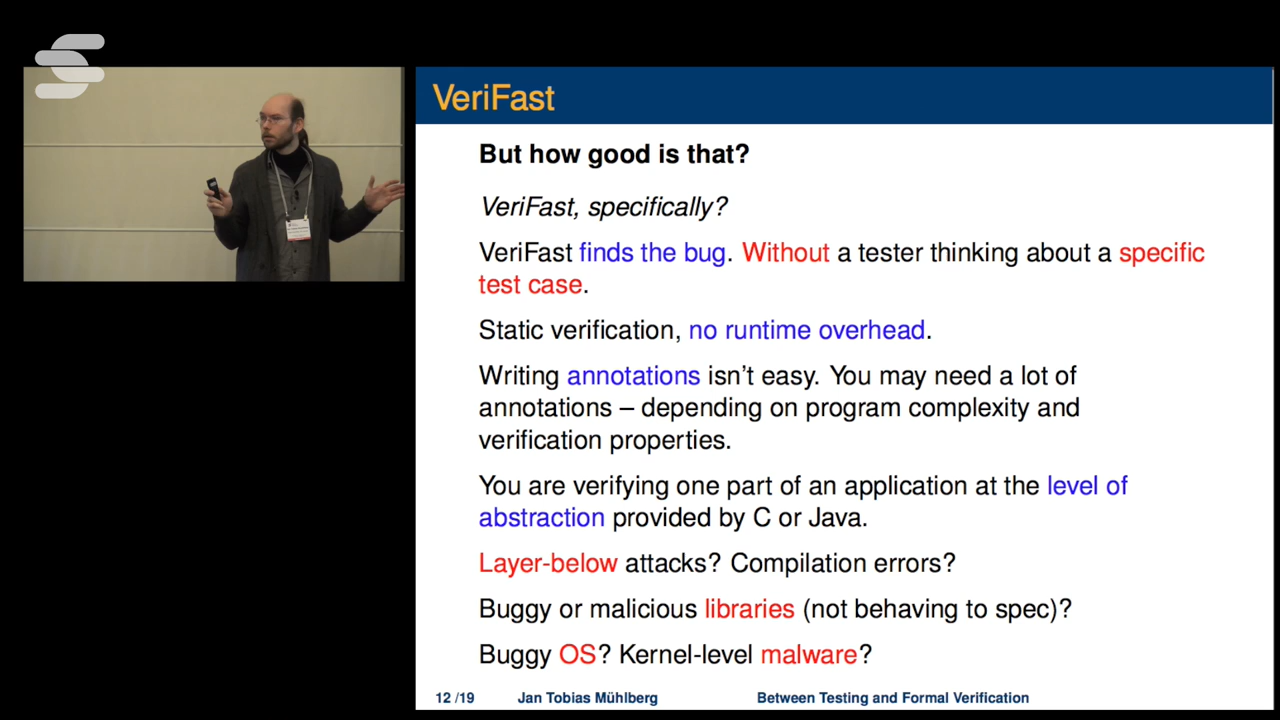 VeriFast
But how good is that?
VeriFast, specifically?
VeriFast finds the bug. Without a tester thinking about a specific
test case.
Static verification, no runtime overhead.
Writing annotations isn't easy. You may need a lot of
annotations – depending on program complexity and
verification properties.
You are verifying one part of an application at the level of
abstraction provided by C or Java.
Layer-below attacks? Compilation errors?
Buggy or malicious libraries (not behaving to spec)?
Buggy OS? Kernel-level malware?
12 /19 Jan Tobias Mühlberg Between Testing and Formal Verification